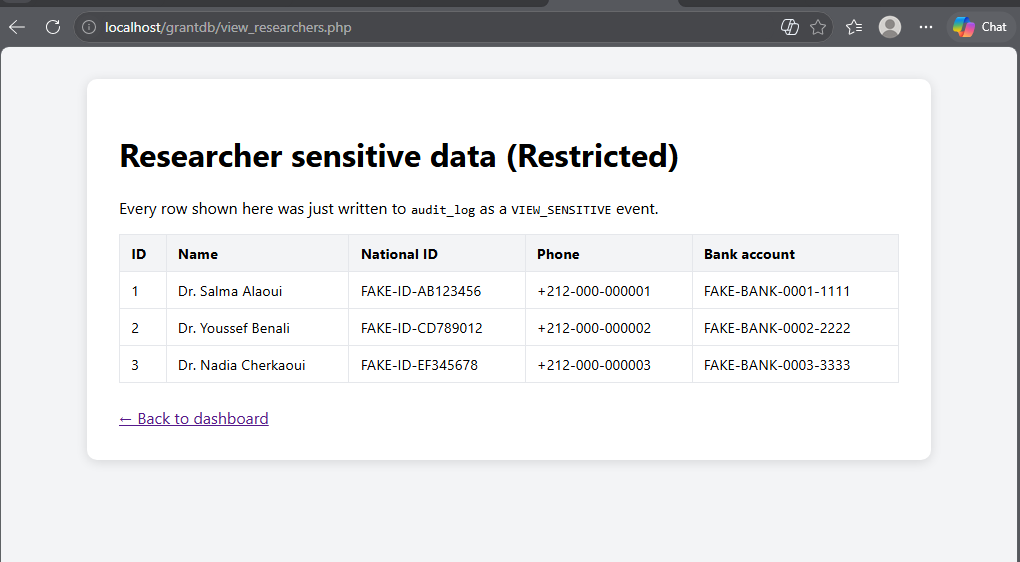 localhost/grantdb/view_researchers.php
Chat
Researcher sensitive data (Restricted)
Every row shown here was just written to audit_log as a VIEW_SENSITIVE event.
ID Name National ID Phone Bank account
1 Dr. Salma Alaoui FAKE-ID-AB123456 +212-000-000001 FAKE-BANK-0001-1111
2 Dr. Youssef Benali FAKE-ID-CD789012 +212-000-000002 FAKE-BANK-0002-2222
3 Dr. Nadia Cherkaoui FAKE-ID-EF345678 +212-000-000003 FAKE-BANK-0003-3333
← Back to dashboard